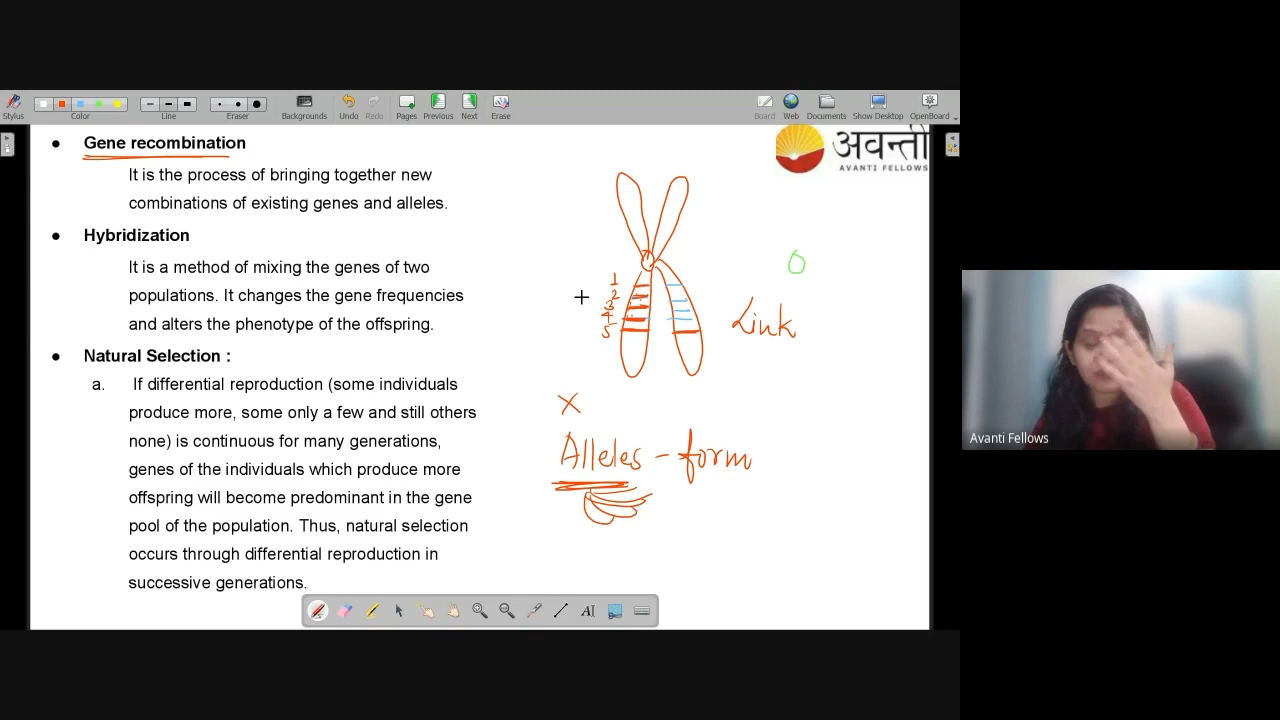 Stylus
Color
Line
Eraser
Backgrounds
Undo
Redo
Pages
Previous
Next
Erase
Board
Web
Documents
Show Desktop
OpenBoard
अवन्ती
AVANTI FELLOWS
• Gene recombination
It is the process of bringing together new
combinations of existing genes and alleles.
• Hybridization
It is a method of mixing the genes of two
populations. It changes the gene frequencies
and alters the phenotype of the offspring.
• Natural Selection :
a. If differential reproduction (some individuals
produce more, some only a few and still others
none) is continuous for many generations,
genes of the individuals which produce more
offspring will become predominant in the gene
pool of the population. Thus, natural selection
occurs through differential reproduction in
successive generations.
1
2
3
4
5
Link
x
Alleles - form
AI
Avanti Fellows